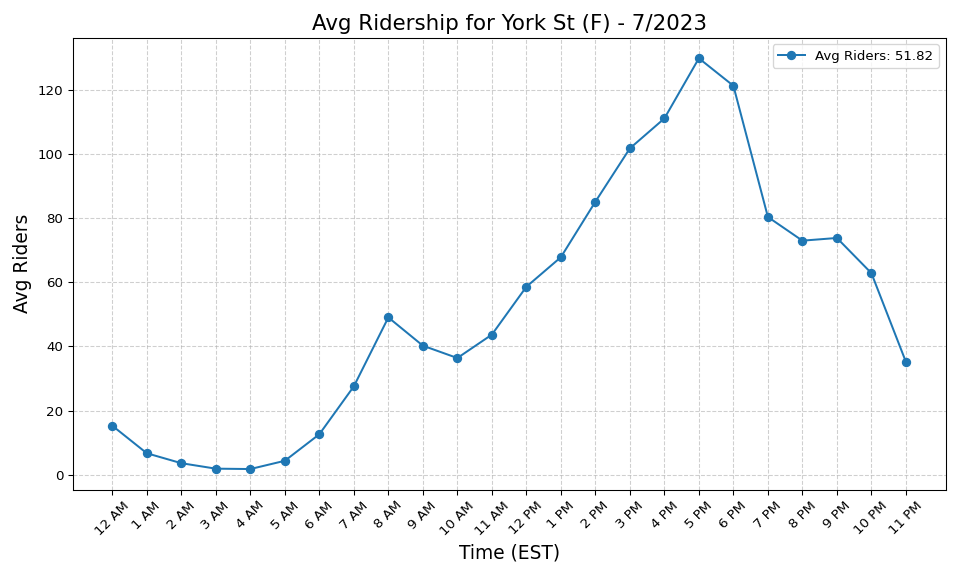 Avg Ridership for York St (F) - 7/2023
Avg Riders: 51.82
Avg Riders
120
100
80
60
40
20
0
12 AM
1 AM
2 AM
3 AM
4 AM
5 AM
6 AM
7 AM
8 AM
9 AM
10 AM
11 AM
12 PM
1 PM
2 PM
3 PM
4 PM
5 PM
6 PM
7 PM
8 PM
9 PM
10 PM
11 PM
Time (EST)